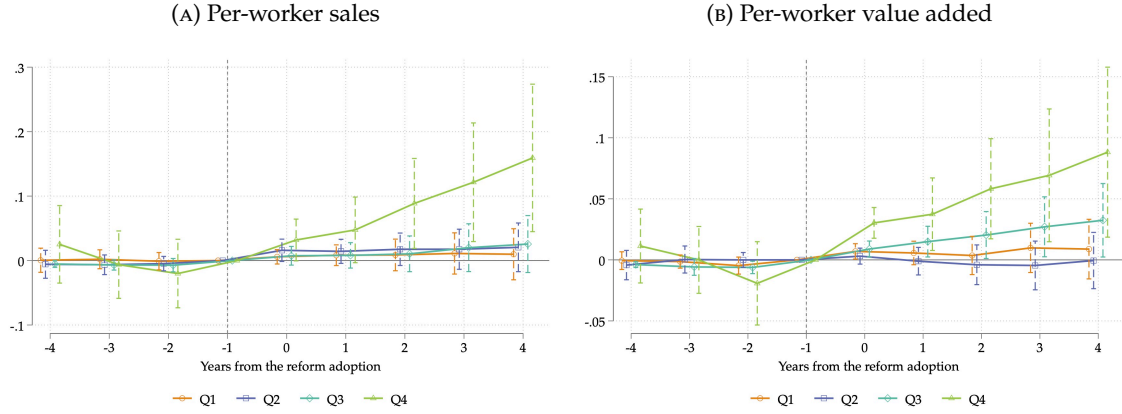 (A) Per-worker sales
.3
.2
.1
0
-.1
-4 -3 -2 -1 0 1 2 3 4
Years from the reform adoption
Q1 Q2 Q3 Q4
(B) Per-worker value added
.15
.1
.05
0
-.05
-4 -3 -2 -1 0 1 2 3 4
Years from the reform adoption
Q1 Q2 Q3 Q4